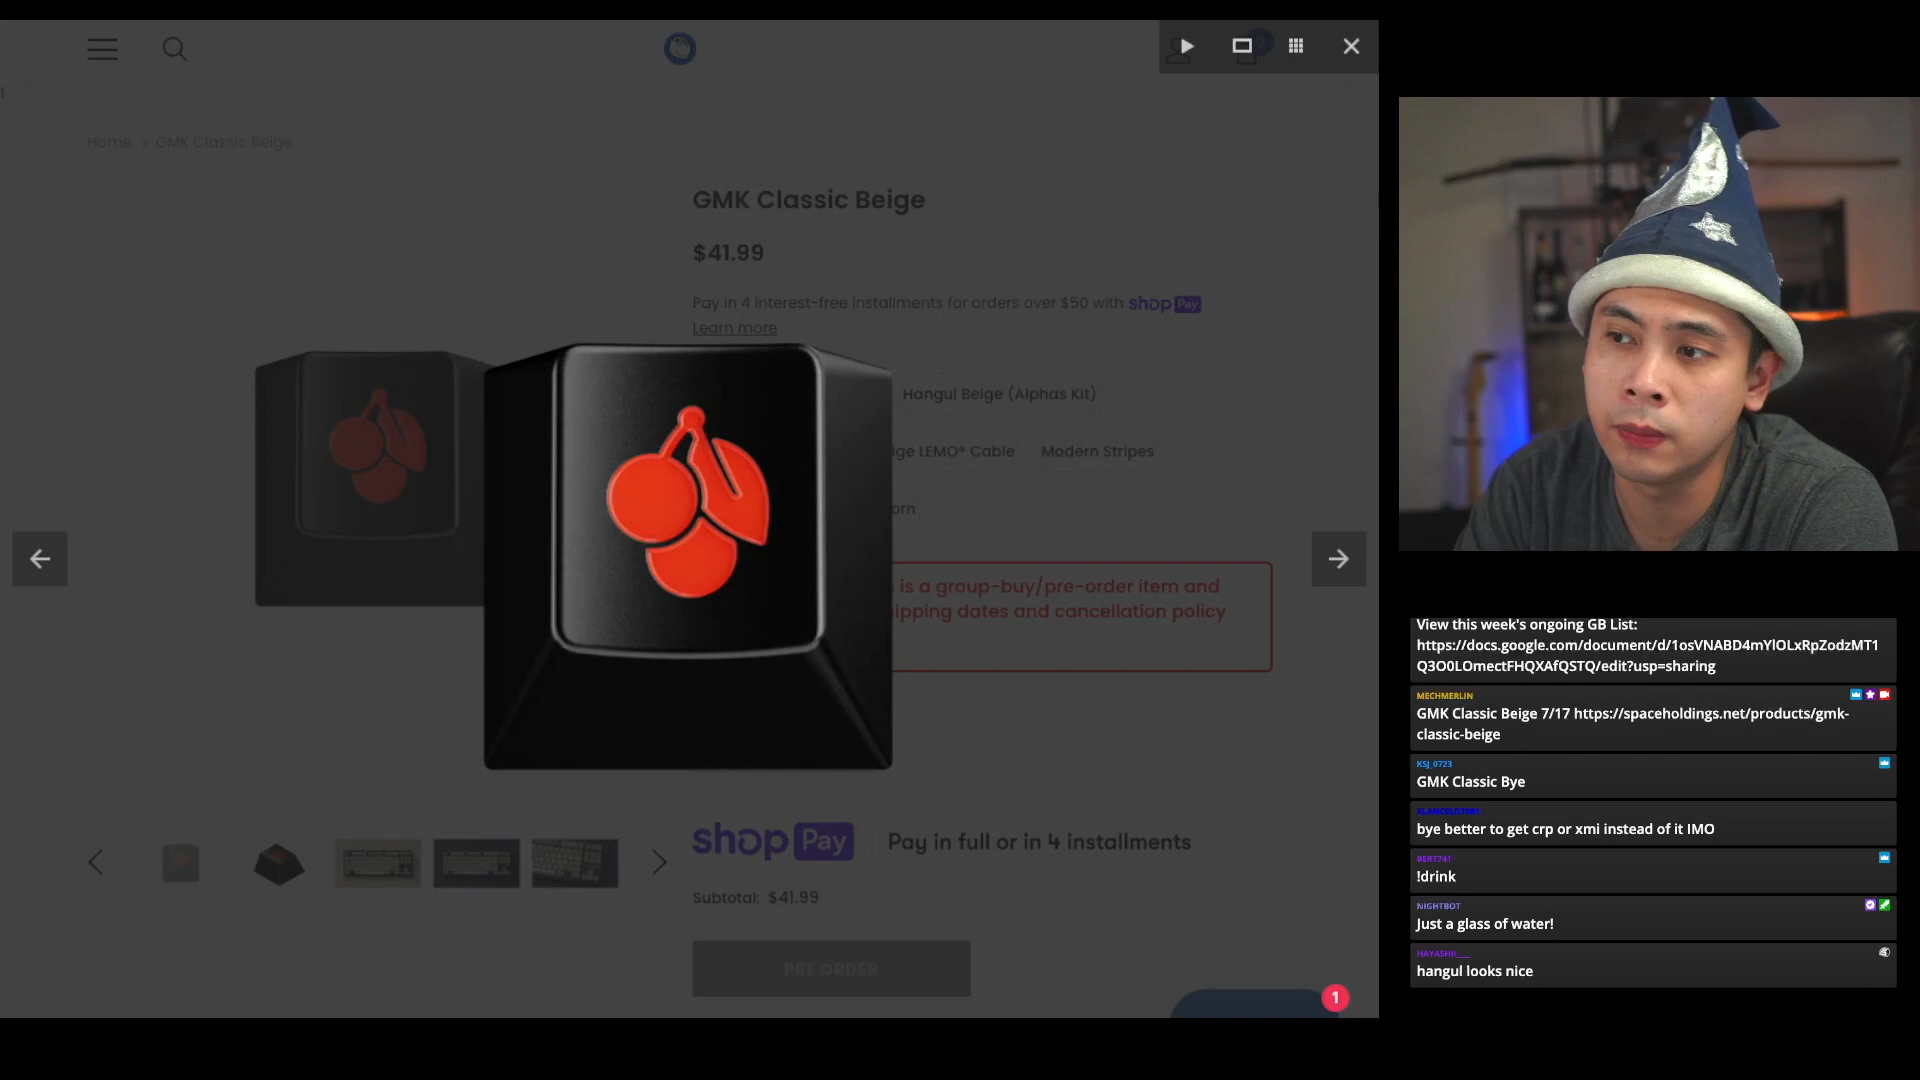 Home > GMK Classic Beige
GMK Classic Beige
$41.99
Pay in 4 interest-free installments for orders over $50 with shop Pay
Learn more
Hangul Beige (Alphas Kit)
ige LEMO® Cable
Modern Stripes
orn
is a group-buy/pre-order item and
ipping dates and cancellation policy
shop Pay
Pay in full or in 4 installments
Subtotal: $41.99
PRE ORDER
1
View this week's ongoing GB List:
https://docs.google.com/document/d/1osVNABD4mYlOLxRpZodzMT1
Q3O0LOmectFHQXAfQSTQ/edit?usp=sharing
MECHMERLIN
GMK Classic Beige 7/17 https://spaceholdings.net/products/gmk-
classic-beige
KSJ_0723
GMK Classic Bye
bye better to get crp or xmi instead of it IMO
BERT741
!drink
NIGHTBOT
Just a glass of water!
HAYASHII___
hangul looks nice